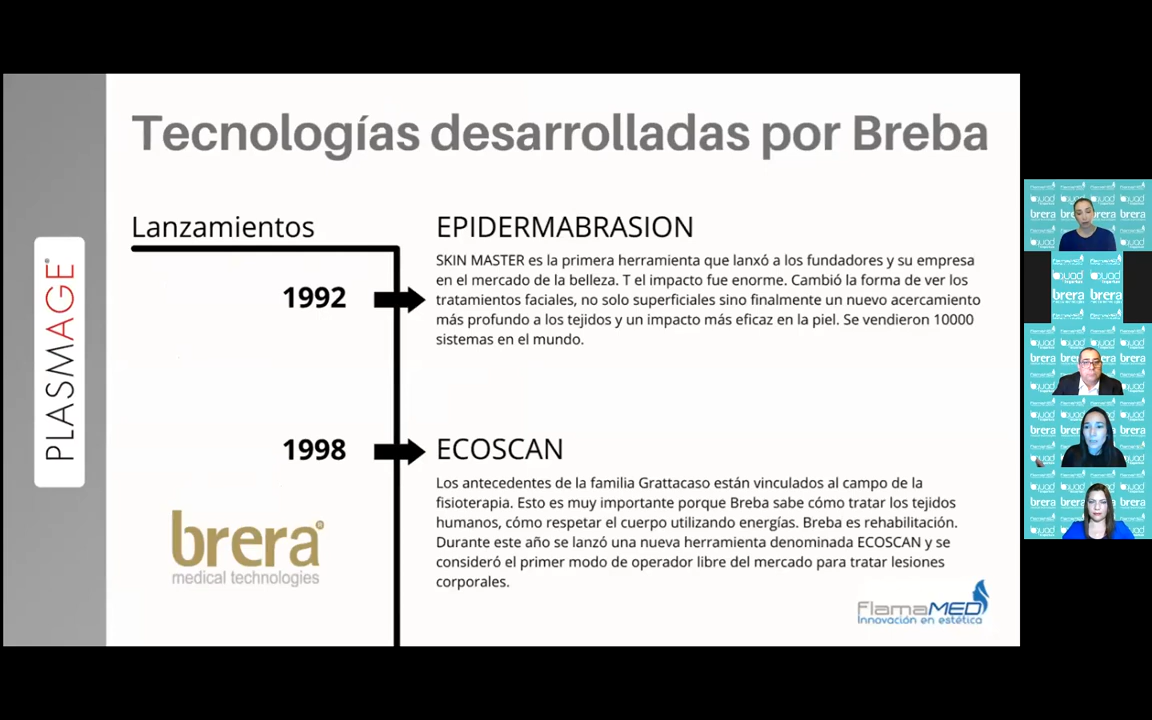 Tecnologías desarrolladas por Breba
Lanzamientos
1992
EPIDERMABRASION
SKIN MASTER es la primera herramienta que lanxó a los fundadores y su empresa
en el mercado de la belleza. T el impacto fue enorme. Cambió la forma de ver los
tratamientos faciales, no solo superficiales sino finalmente un nuevo acercamiento
más profundo a los tejidos y un impacto más eficaz en la piel. Se vendieron 10000
sistemas en el mundo.
1998
ECOSCAN
Los antecedentes de la familia Grattacaso están vinculados al campo de la
fisioterapia. Esto es muy importante porque Breba sabe cómo tratar los tejidos
humanos, cómo respetar el cuerpo utilizando energías. Breba es rehabilitación.
Durante este año se lanzó una nueva herramienta denominada ECOSCAN y se
consideró el primer modo de operador libre del mercado para tratar lesiones
corporales.
PLASMAGE®
brera®
medical technologies
FlamaMED
Innovación en estética
brera
brera